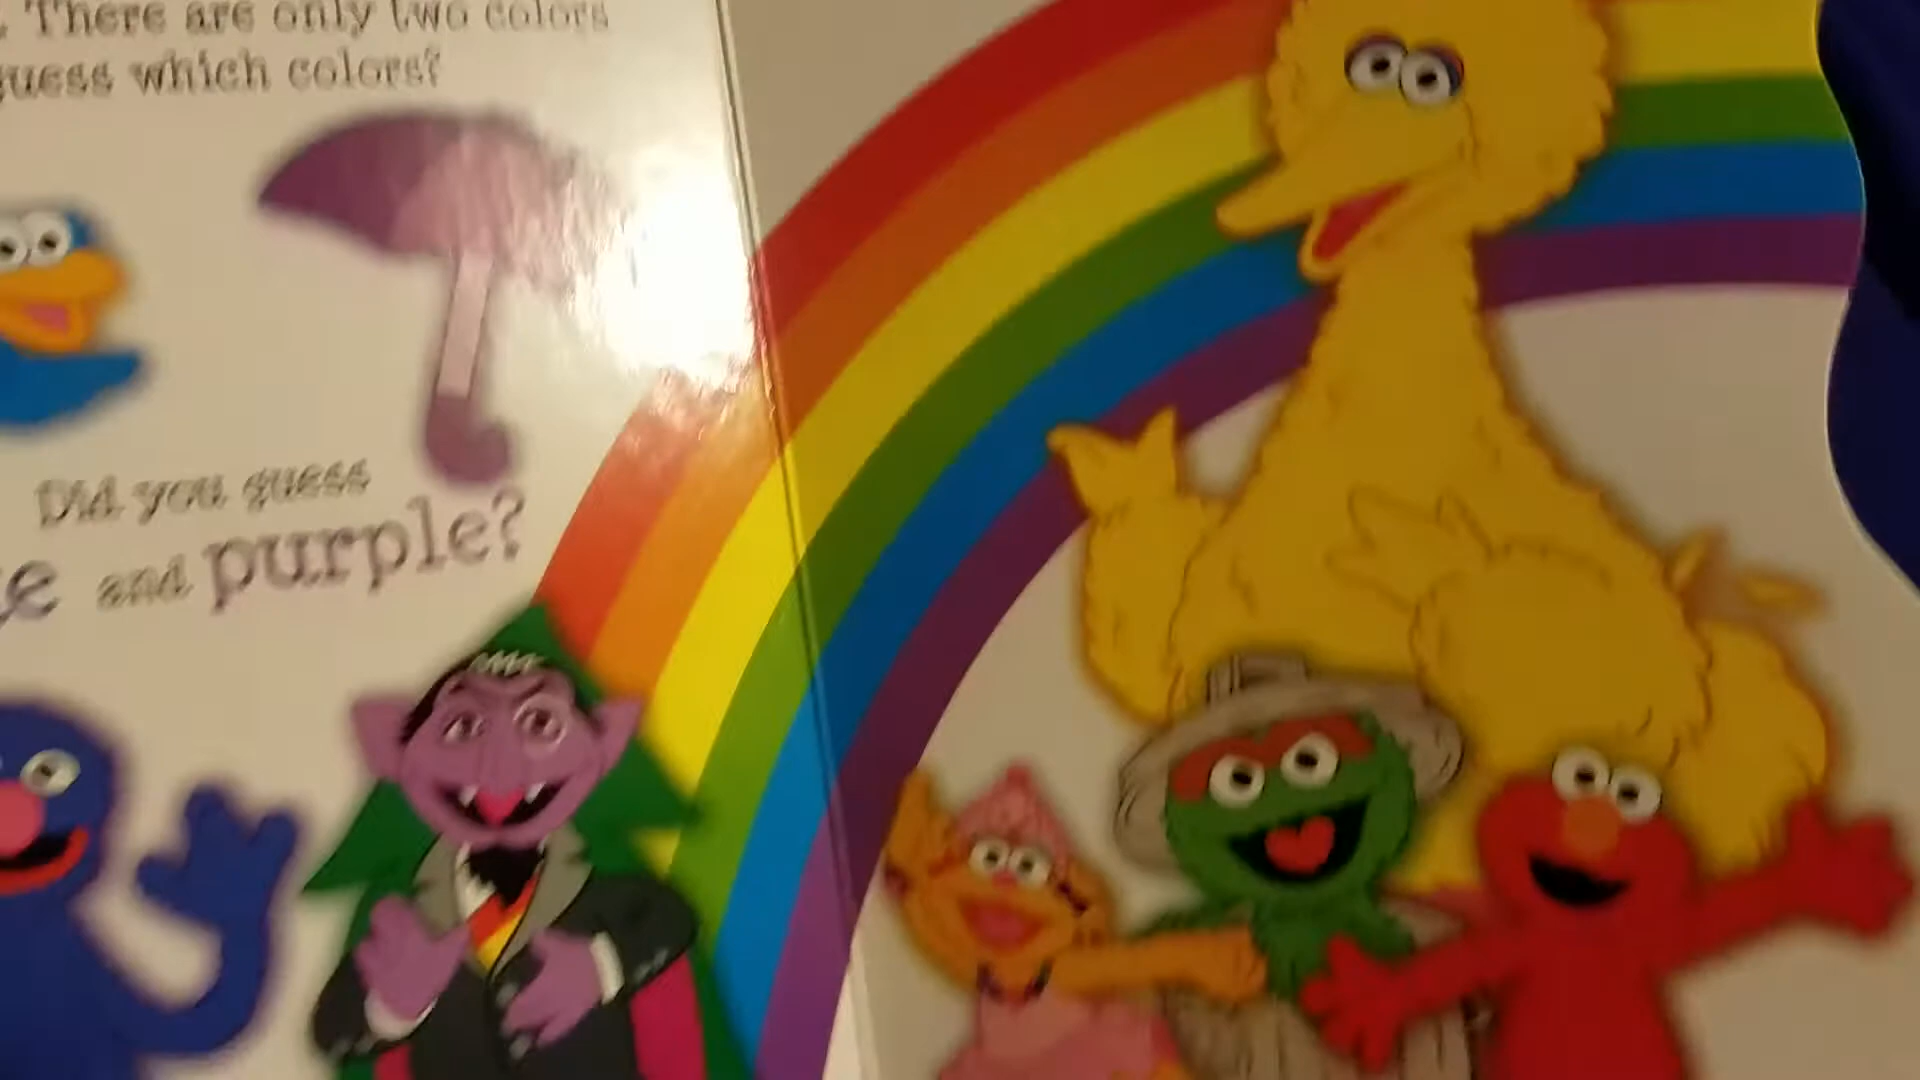 . There are only two colors
guess which colors?
Did you guess
e and purple?